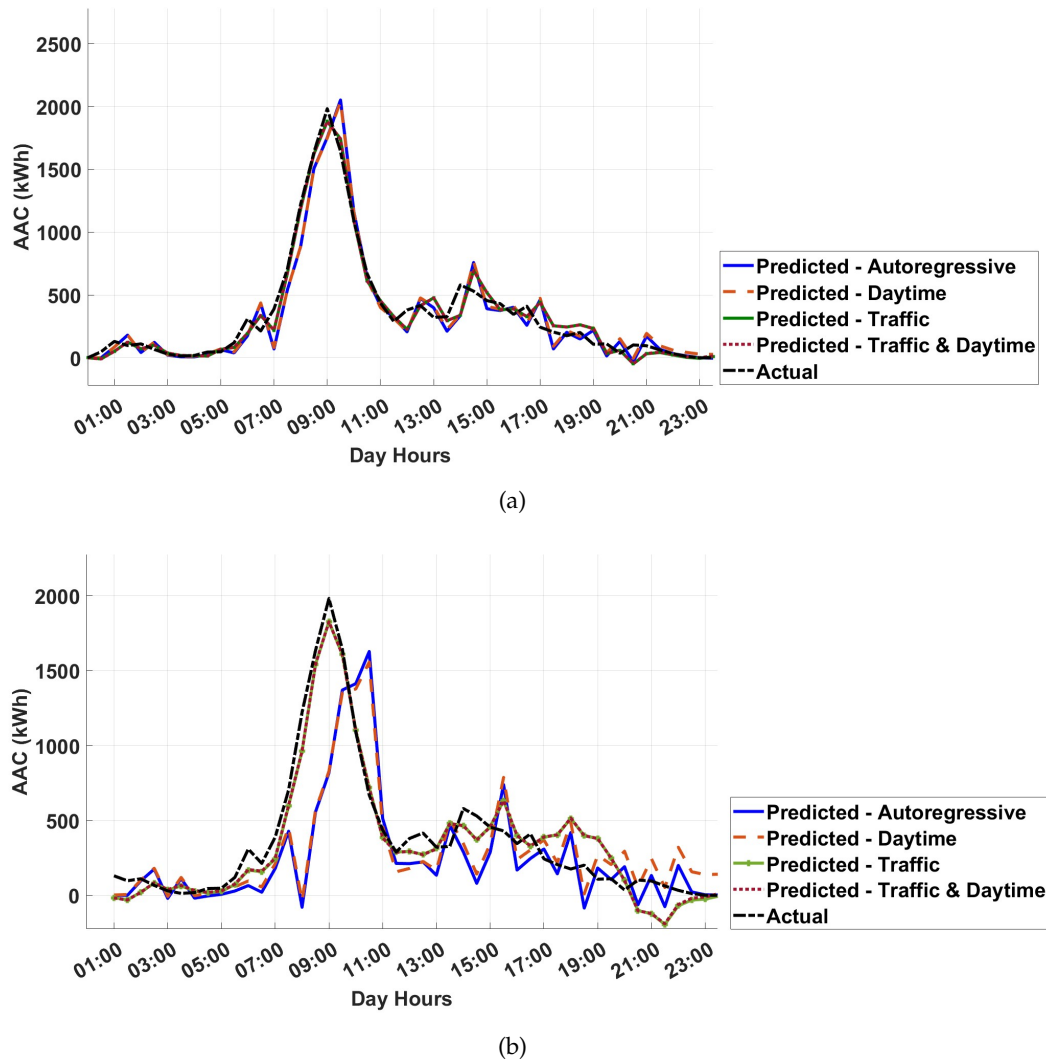 2500
2000
1500
1000
500
0
AAC (kWh)
01:00 03:00 05:00 07:00 09:00 11:00 13:00 15:00 17:00 19:00 21:00 23:00
Day Hours
Predicted - Autoregressive
Predicted - Daytime
Predicted - Traffic
Predicted - Traffic & Daytime
Actual
(a)
2000
1500
1000
500
0
AAC (kWh)
01:00 03:00 05:00 07:00 09:00 11:00 13:00 15:00 17:00 19:00 21:00 23:00
Day Hours
Predicted - Autoregressive
Predicted - Daytime
Predicted - Traffic
Predicted - Traffic & Daytime
Actual
(b)